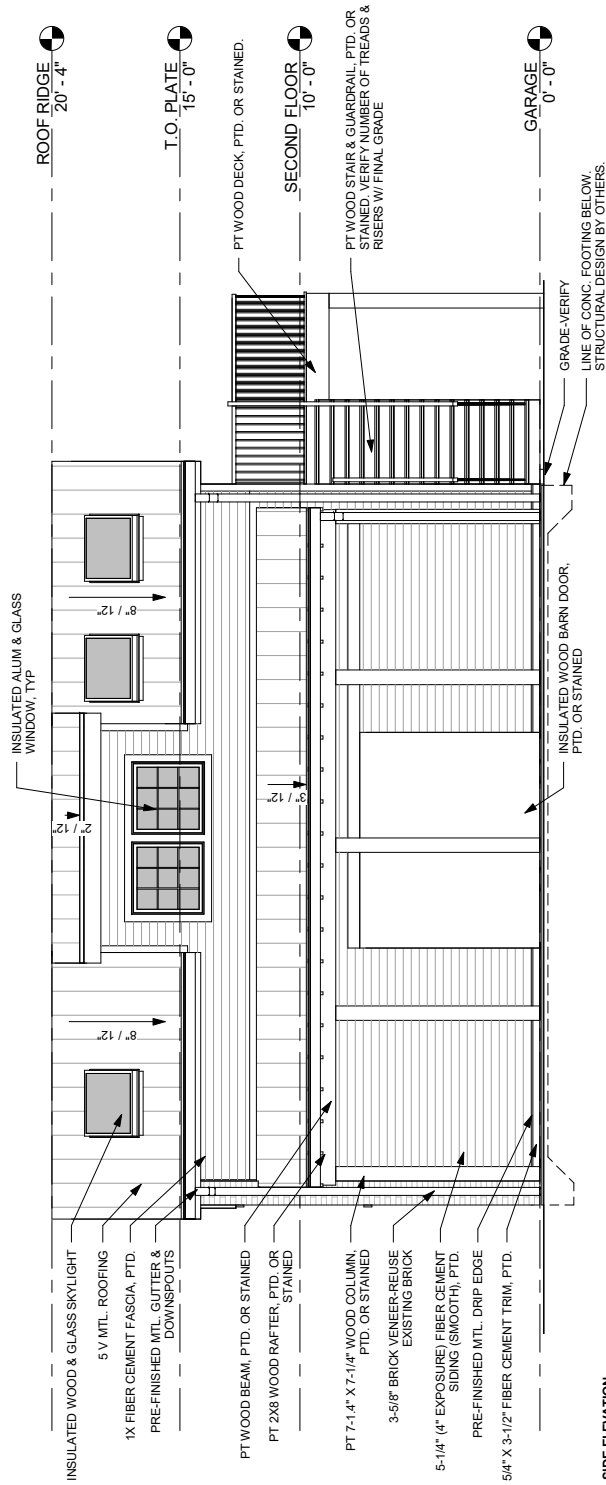 ROOF RIDGE
20' - 4"
T.O. PLATE
15' - 0"
SECOND FLOOR
10' - 0"
GARAGE
0' - 0"
INSULATED ALUM & GLASS
WINDOW, TYP
PT WOOD DECK, PTD. OR STAINED.
PT WOOD STAIR & GUARDRAIL, PTD. OR
STAINED. VERIFY NUMBER OF TREADS &
RISERS W/ FINAL GRADE
GRADE-VERIFY
LINE OF CONC. FOOTING BELOW.
STRUCTURAL DESIGN BY OTHERS.
INSULATED WOOD BARN DOOR,
PTD. OR STAINED
8" / 12"
2" / 12"
8" / 12"
3" / 12"
INSULATED WOOD & GLASS SKYLIGHT
5 V MTL. ROOFING
1X FIBER CEMENT FASCIA, PTD.
PRE-FINISHED MTL. GUTTER &
DOWNSPOUTS
PT WOOD BEAM, PTD. OR STAINED
PT 2X8 WOOD RAFTER, PTD. OR
STAINED
PT 7-1.4" X 7-1/4" WOOD COLUMN,
PTD. OR STAINED
3-5/8" BRICK VENEER-REUSE
EXISTING BRICK
5-1/4" (4" EXPOSURE) FIBER CEMENT
SIDING (SMOOTH), PTD.
PRE-FINISHED MTL. DRIP EDGE
5/4" X 3-1/2" FIBER CEMENT TRIM, PTD.
SIDE ELEVATION